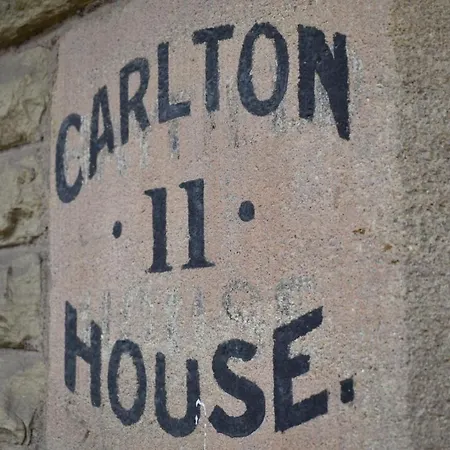 CARLTON
· 11 ·
HOUSE.